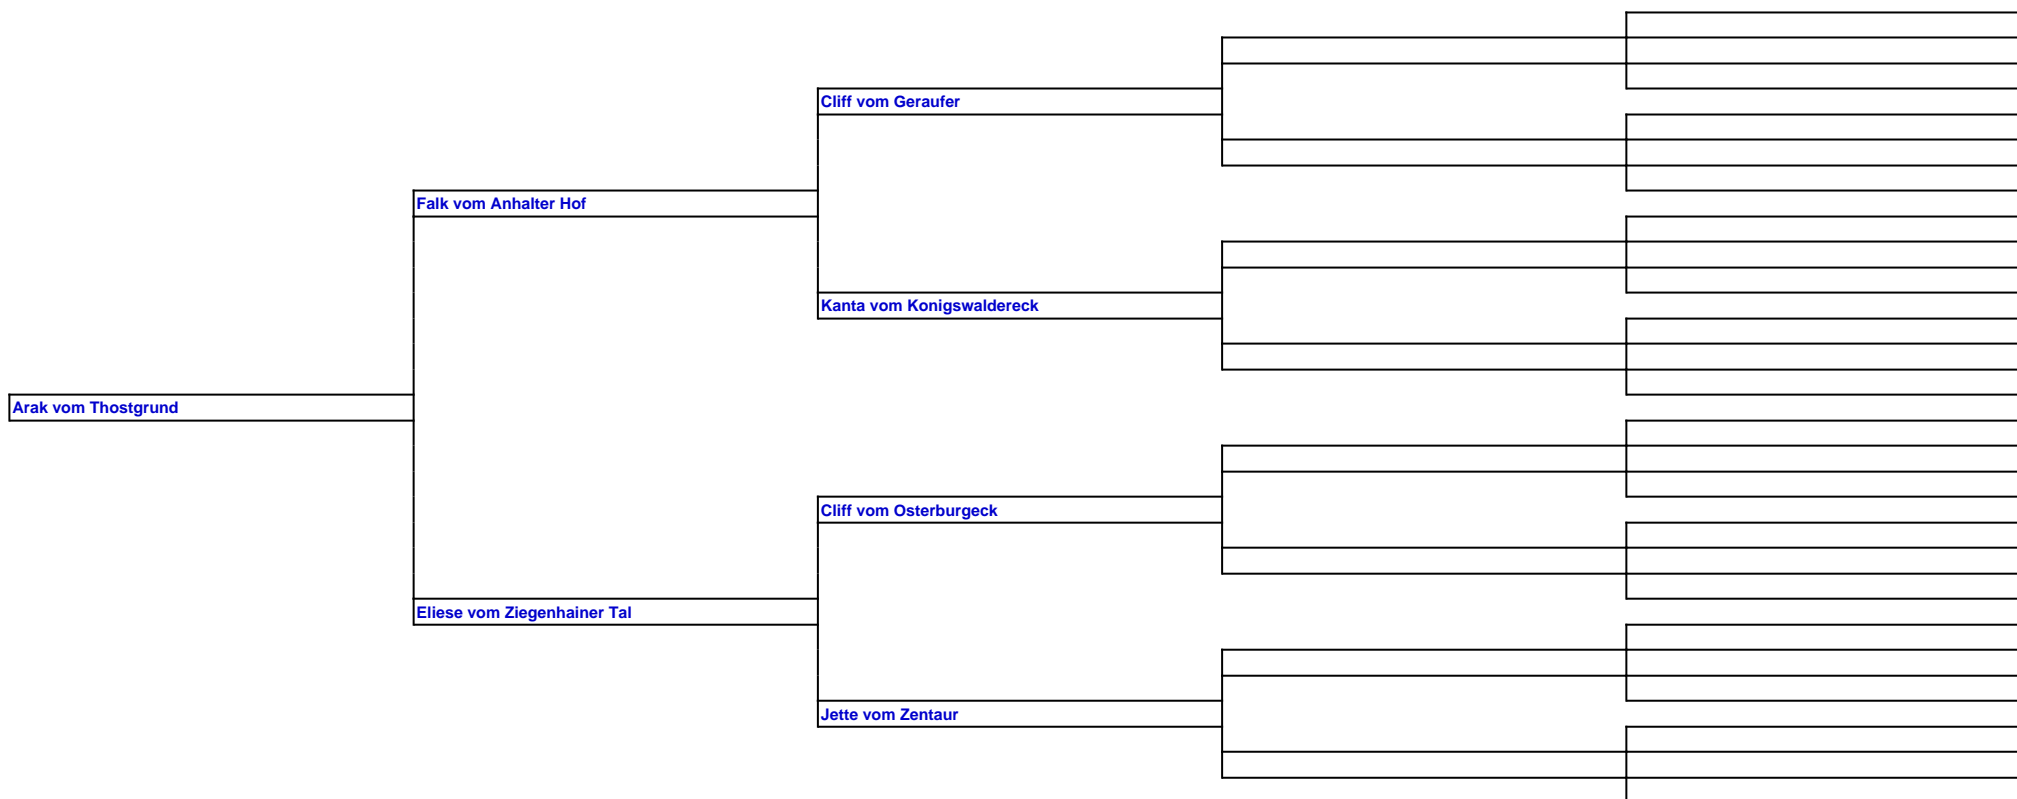 Cliff vom Geraufer
Falk vom Anhalter Hof
Kanta vom Konigswaldereck
Arak vom Thostgrund
Cliff vom Osterburgeck
Eliese vom Ziegenhainer Tal
Jette vom Zentaur